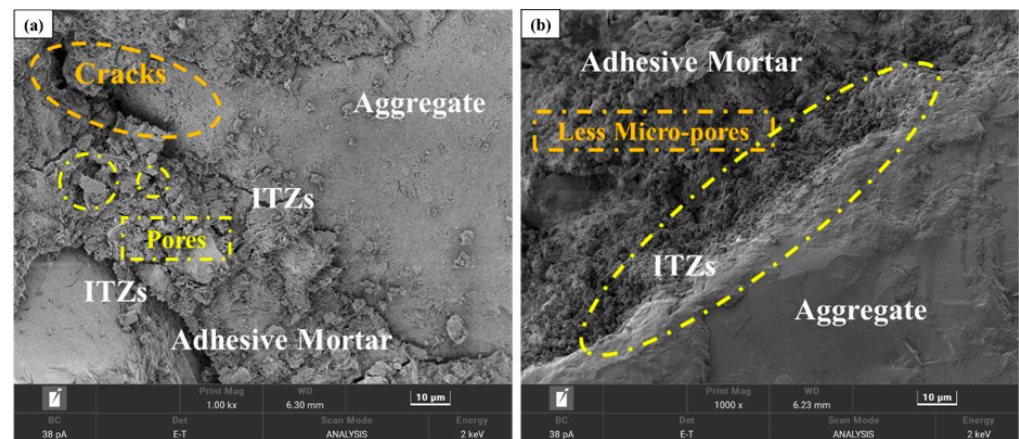 (a)
Cracks
Aggregate
ITZs
Pores
ITZs
Adhesive Mortar
Print Mag
WD
1.00 kx
6.30 mm
10 µm
BC
Det
Scan Mode
Energy
38 pA
E-T
ANALYSIS
2 keV
(b)
Adhesive Mortar
Less Micro-pores
ITZs
Aggregate
Print Mag
WD
1000 x
6.23 mm
10 µm
BC
Det
Scan Mode
Energy
38 pA
E-T
ANALYSIS
2 keV